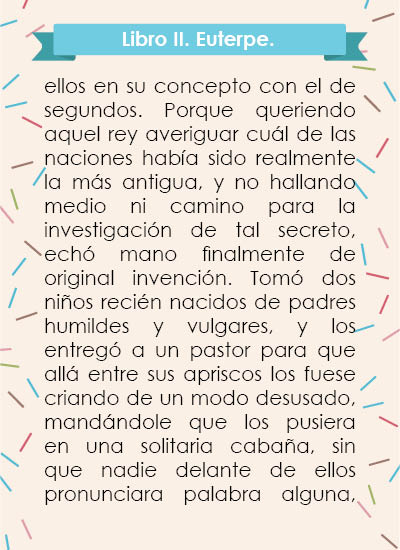 Libro II. Euterpe.
ellos en su concepto con el de
segundos. Porque queriendo
aquel rey averiguar cuál de las
naciones había sido realmente
la más antigua, y no hallando
medio ni camino para la
investigación de tal secreto,
echó mano finalmente de
original invención. Tomó dos
niños recién nacidos de padres
humildes y vulgares, y los
entregó a un pastor para que
allá entre sus apriscos los fuese
criando de un modo desusado,
mandándole que los pusiera
en una solitaria cabaña, sin
que nadie delante de ellos
pronunciara palabra alguna,